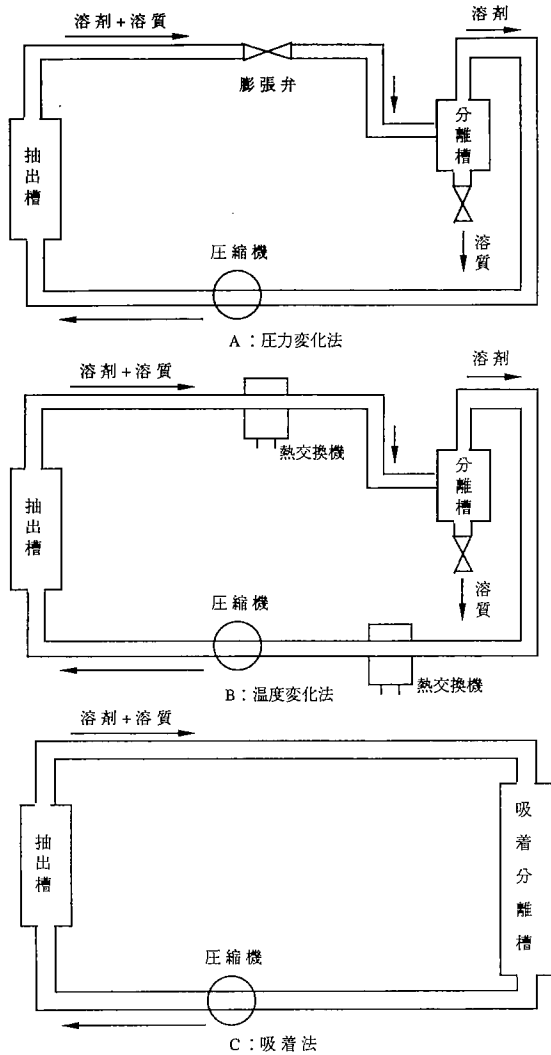 溶剤+溶質
溶剤
膨張弁
分離槽
抽出槽
溶質
圧縮機
A:圧力変化法
溶剤+溶質
溶剤
熱交換機
分離槽
抽出槽
溶質
圧縮機
熱交換機
B:温度変化法
溶剤+溶質
吸着分離槽
抽出槽
圧縮機
C:吸着法